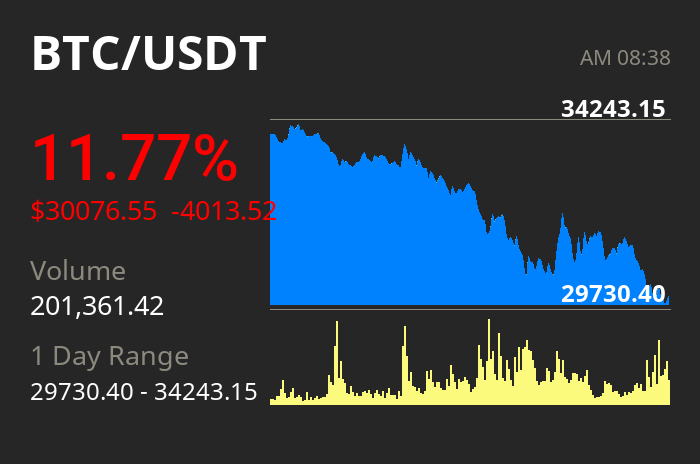 BTC/USDT
AM 08:38
34243.15
11.77%
$30076.55 -4013.52
Volume
201,361.42
29730.40
1 Day Range
29730.40 - 34243.15